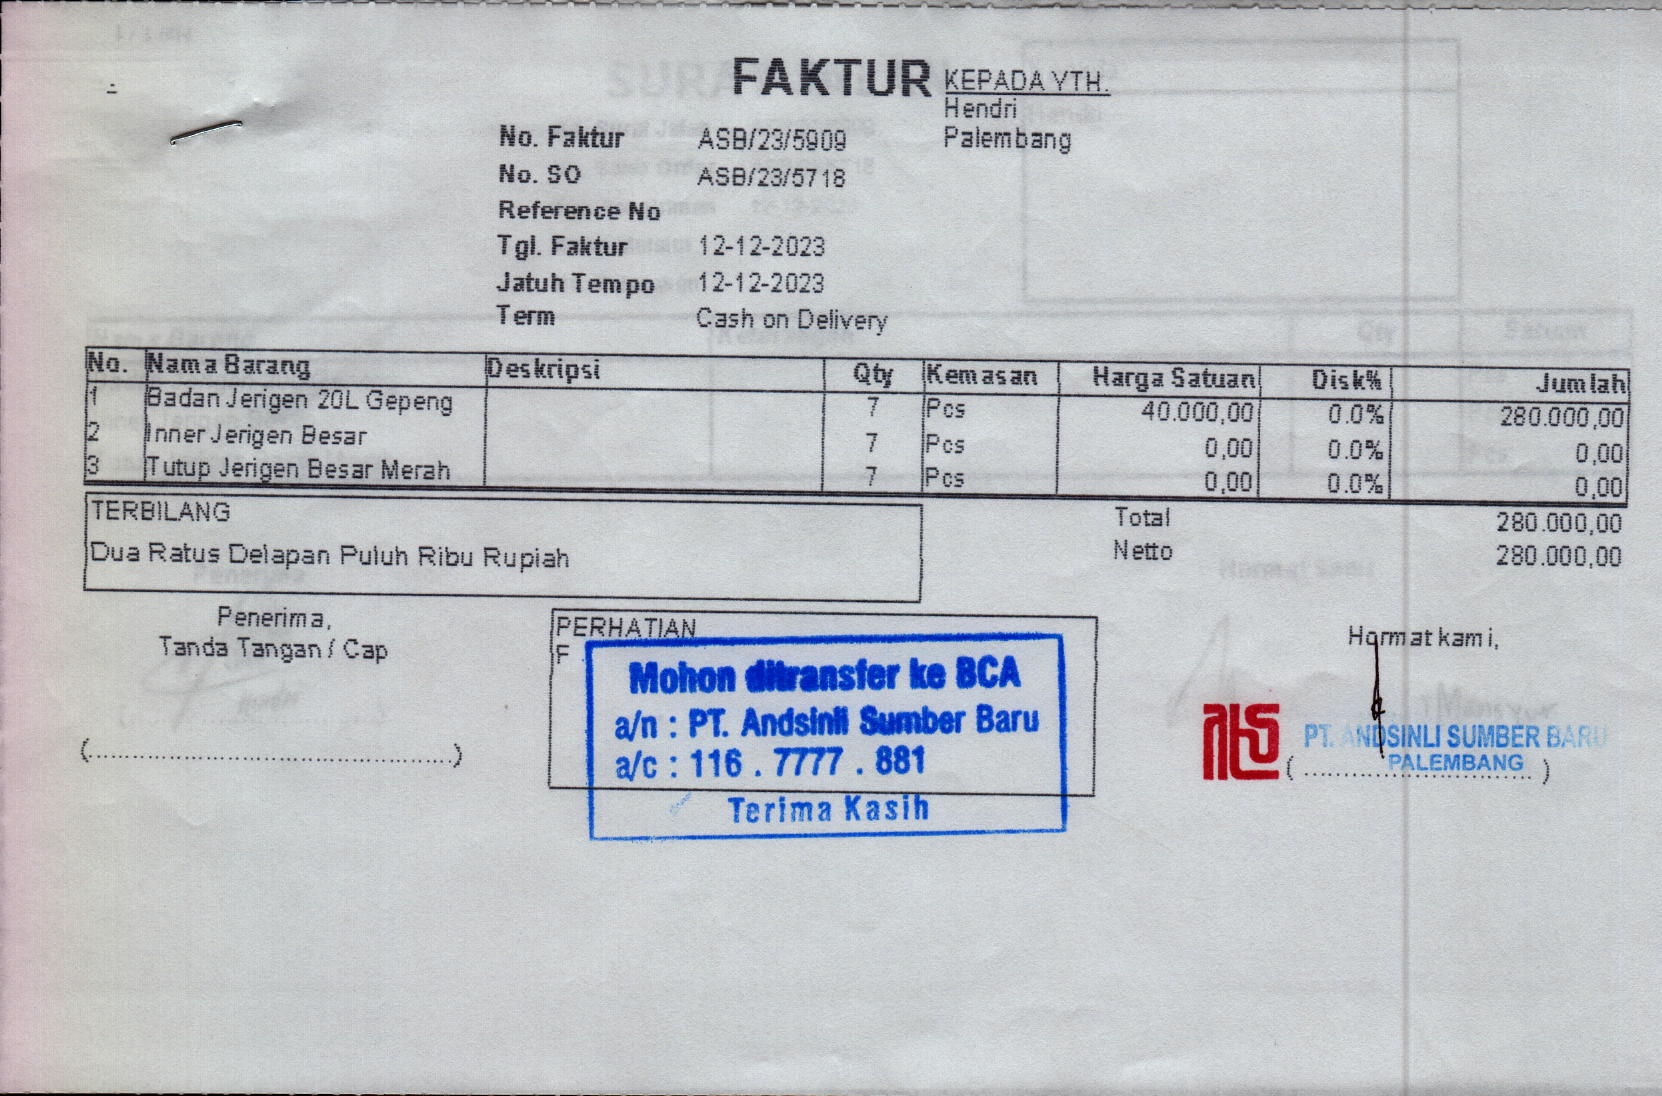 FAKTUR
KEPADA YTH.
Hendri
Palembang
No. Faktur ASB/23/5909
No. SO ASB/23/5718
Reference No
Tgl. Faktur 12-12-2023
Jatuh Tempo 12-12-2023
Term Cash on Delivery
No. Nama Barang Deskripsi Qty Kemasan Harga Satuan Disk% Jumlah
1 Badan Jerigen 20L Gepeng 7 Pcs 40.000,00 0.0% 280.000,00
2 Inner Jerigen Besar 7 Pcs 0,00 0.0% 0,00
3 Tutup Jerigen Besar Merah 7 Pcs 0,00 0.0% 0,00
TERBILANG
Dua Ratus Delapan Puluh Ribu Rupiah
Total 280.000,00
Netto 280.000,00
Penerima,
Tanda Tangan / Cap
(............................................)
PERHATIAN
F
Mohon ditransfer ke BCA
a/n : PT. Andsinli Sumber Baru
a/c : 116 . 7777 . 881
Terima Kasih
Hormat kami,
PT. ANDSINLI SUMBER BARU
PALEMBANG
(............................)